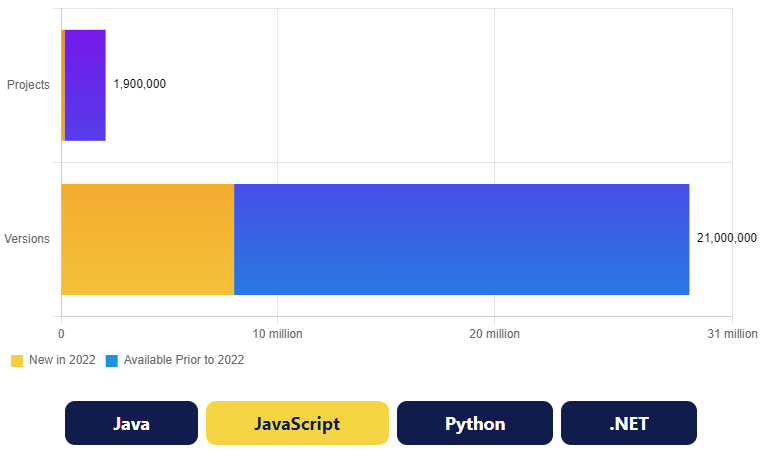 Projects
1,900,000
Versions
21,000,000
0 10 million 20 million 31 million
New in 2022 Available Prior to 2022
Java JavaScript Python .NET